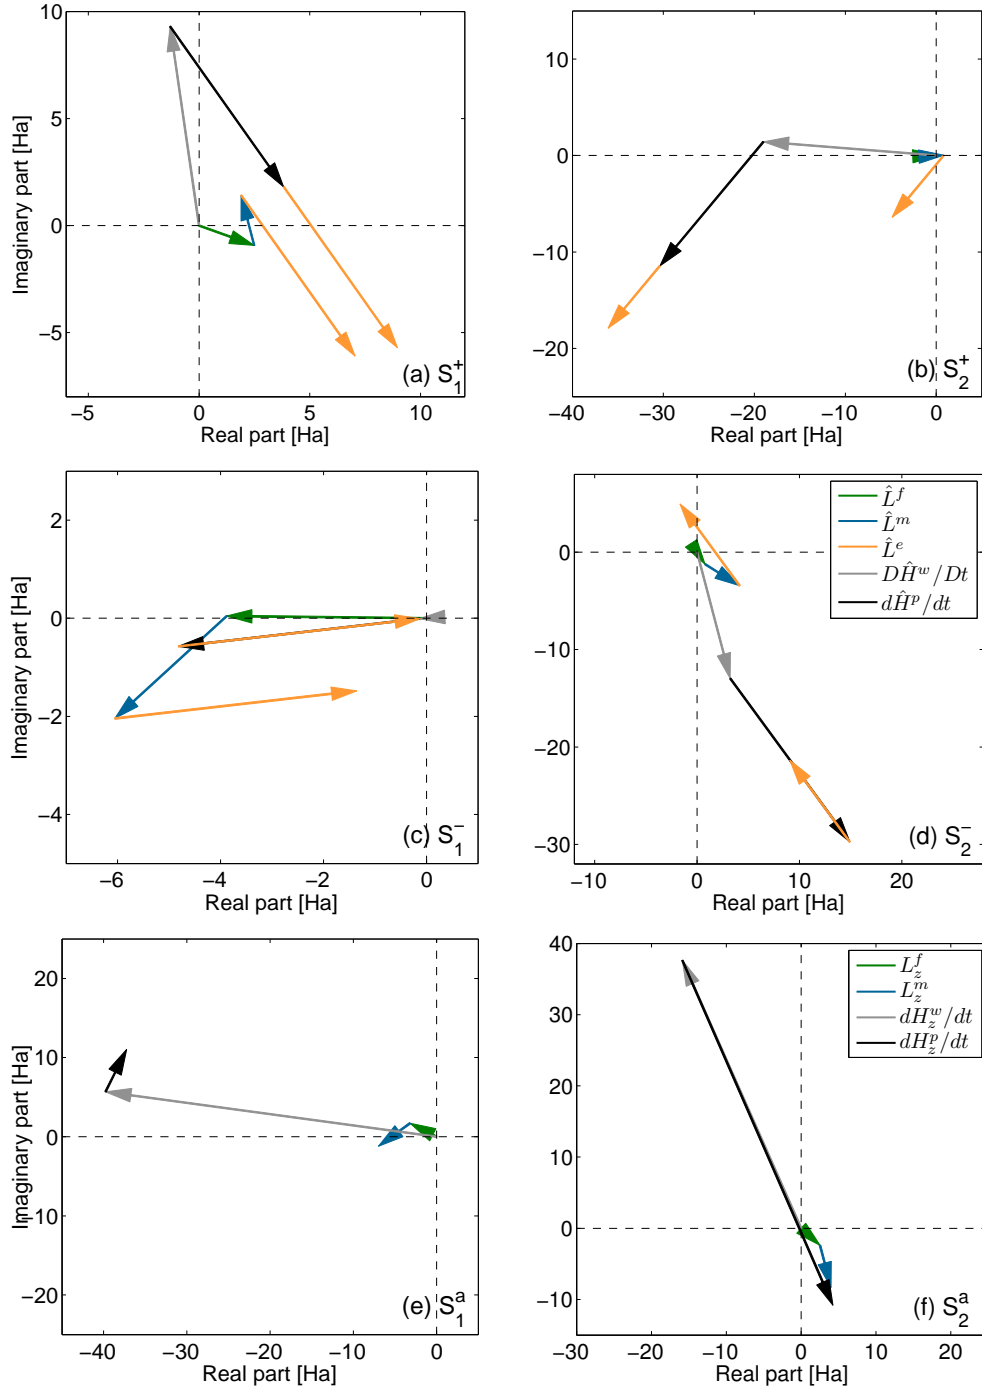 10
5
0
−5
Imaginary part [Ha]
(a) S₁⁺
−5
0
5
10
Real part [Ha]
10
0
−10
−20
(b) S₂⁺
−40
−30
−20
−10
0
Real part [Ha]
2
0
−2
−4
Imaginary part [Ha]
(c) S₁⁻
−6
−4
−2
0
Real part [Ha]
0
−10
−20
−30
L̂ᶠ
L̂ᵐ
L̂ᵉ
DĤʷ/Dt
dĤᵖ/dt
(d) S₂⁻
−10
0
10
20
Real part [Ha]
20
10
0
−10
−20
Imaginary part [Ha]
(e) S₁ᵃ
−40
−30
−20
−10
0
Real part [Ha]
40
30
20
10
0
−10
L_z^f
L_z^m
dH_z^w/dt
dH_z^p/dt
(f) S₂ᵃ
−30
−20
−10
0
10
20
Real part [Ha]